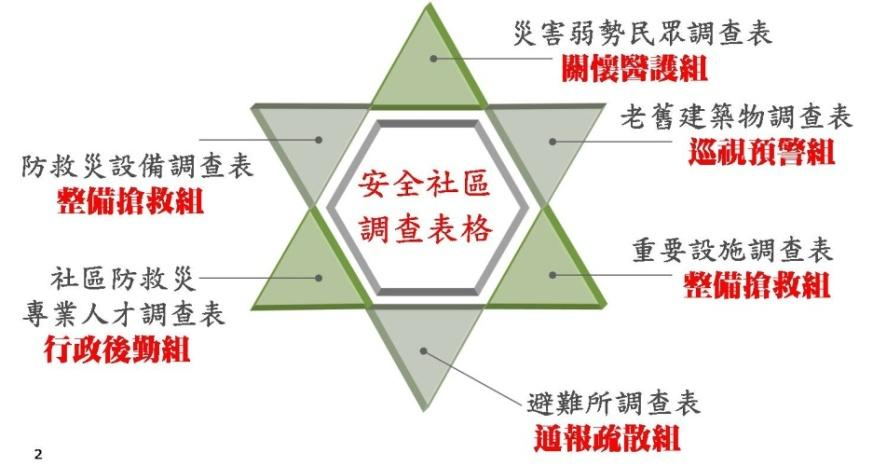 災害弱勢民眾調查表
關懷醫護組
老舊建築物調查表
巡視預警組
防救災設備調查表
整備搶救組
安全社區
調查表格
重要設施調查表
整備搶救組
社區防救災
專業人才調查表
行政後勤組
避難所調查表
通報疏散組
2